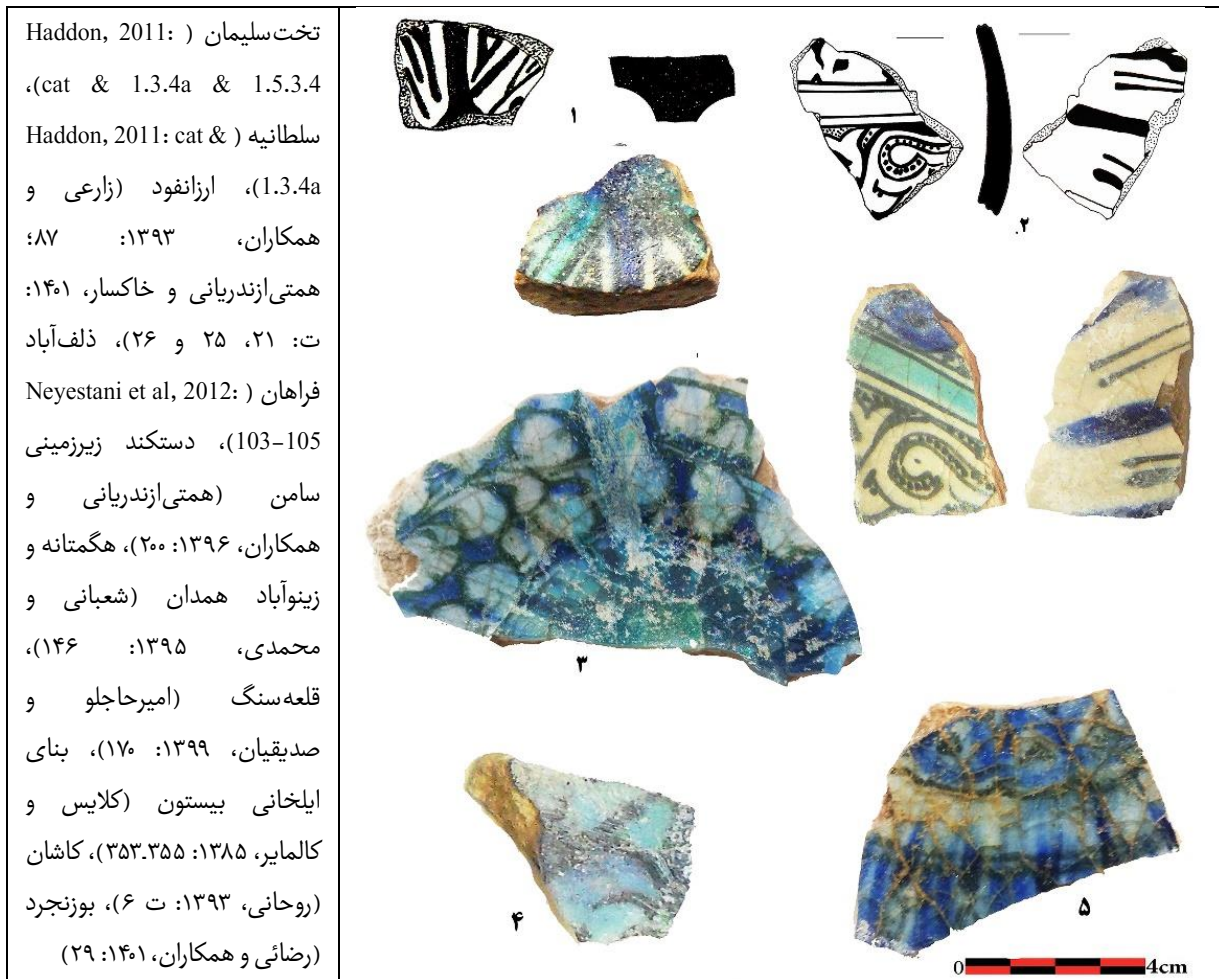 تخت‌سلیمان ( Haddon, 2011:
cat & 1.3.4a & 1.5.3.4)،
سلطانیه ( Haddon, 2011: cat &
1.3.4a)، ارزانفود (زارعی و
همکاران، ۱۳۹۳: ۸۷؛
همتی‌ازندریانی و خاکسار، ۱۴۰۱:
ت: ۲۱، ۲۵ و ۲۶)، ذلف‌آباد
فراهان ( Neyestani et al, 2012:
103-105)، دستکند زیرزمینی
سامن (همتی‌ازندریانی و
همکاران، ۱۳۹۶: ۲۰۰)، هگمتانه و
زینوآباد همدان (شعبانی و
محمدی، ۱۳۹۵: ۱۴۶)،
قلعه‌سنگ (امیرحاجلو و
صدیقیان، ۱۳۹۹: ۱۷۰)، بنای
ایلخانی بیستون (کلایس و
کالمایر، ۱۳۸۵: ۳۵۵ـ۳۵۳)، کاشان
(روحانی، ۱۳۹۳: ت ۶)، بوزنجرد
(رضائی و همکاران، ۱۴۰۱: ۲۹)
۱
۲
۳
۴
۵
0 4cm